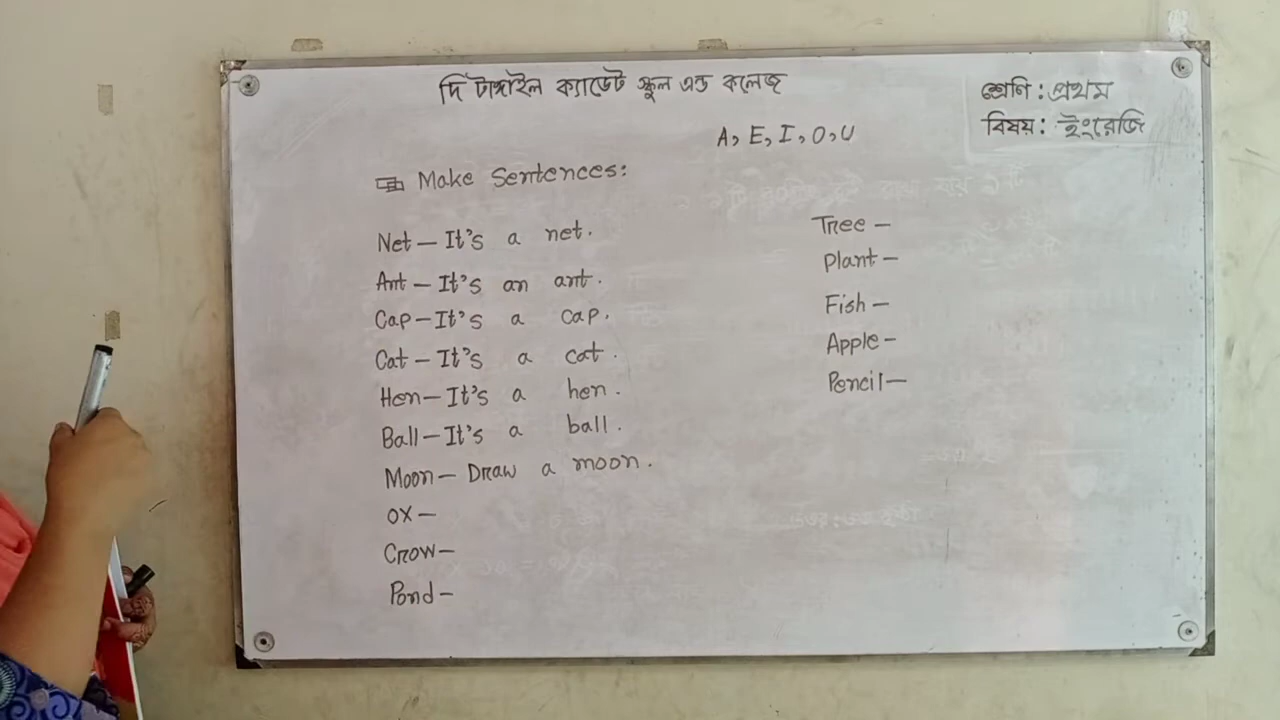 দি টাঙ্গাইল ক্যাডেট স্কুল এন্ড কলেজ
শ্রেণি : প্রথম
বিষয় : ইংরেজি
A, E, I, O, U
Make Sentences:
Net – It's a net.
Ant – It's an ant.
Cap – It's a cap.
Cat – It's a cat.
Hen – It's a hen.
Ball – It's a ball.
Moon – Draw a moon.
OX –
Crow –
Pond –
Tree –
Plant –
Fish –
Apple –
Pencil –